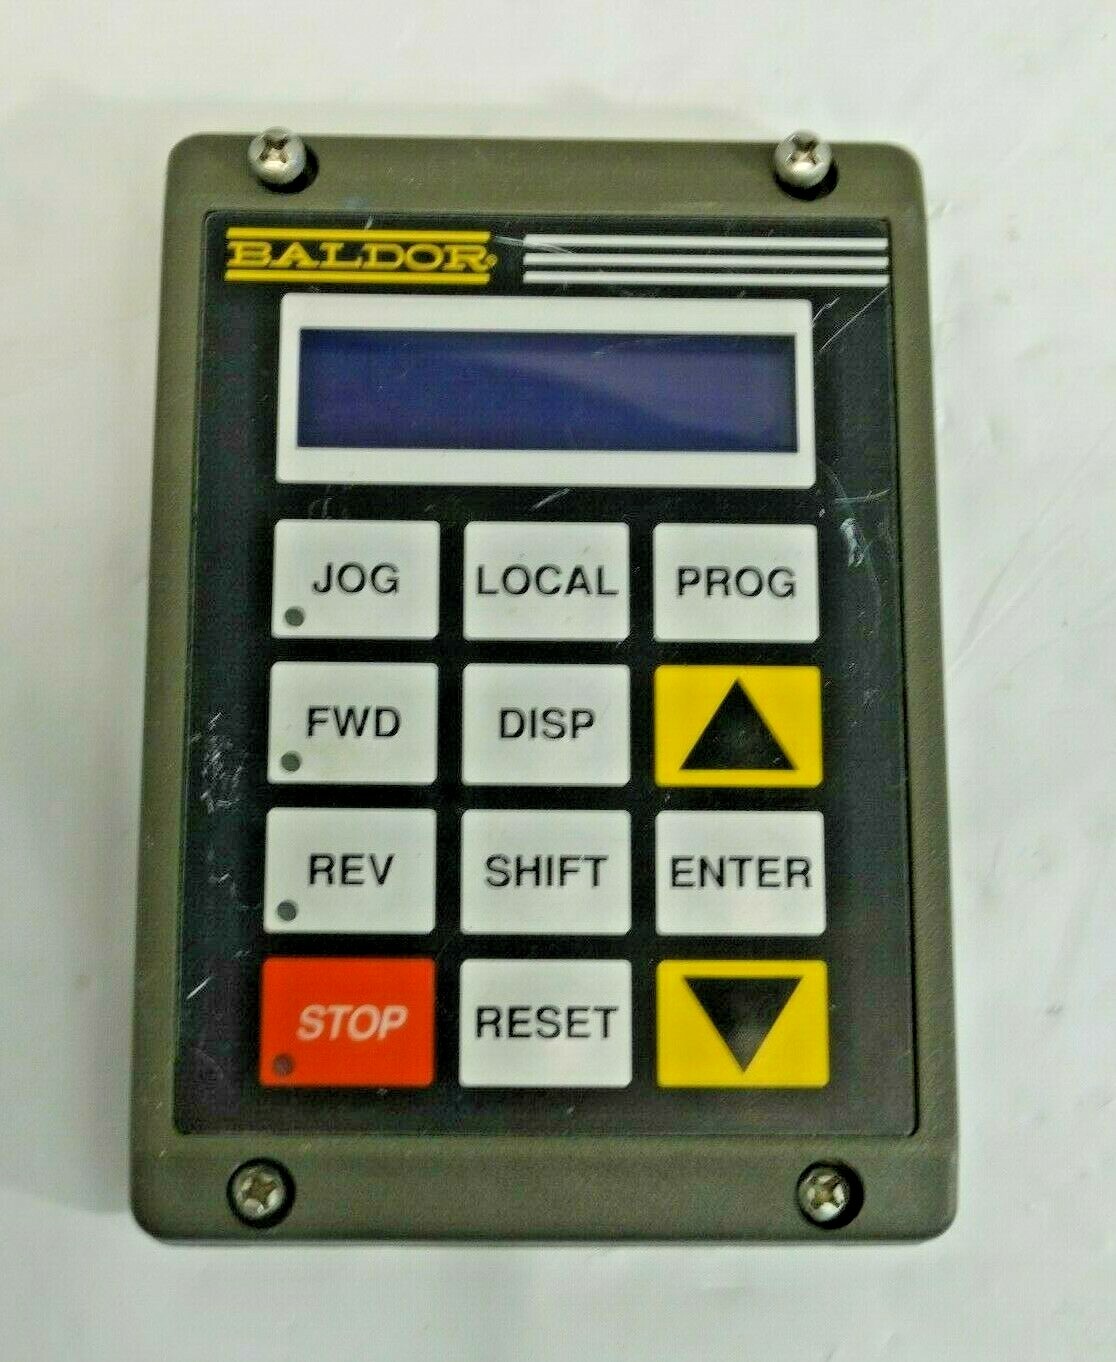 BALDOR®
JOG LOCAL PROG
FWD DISP
REV SHIFT ENTER
STOP RESET